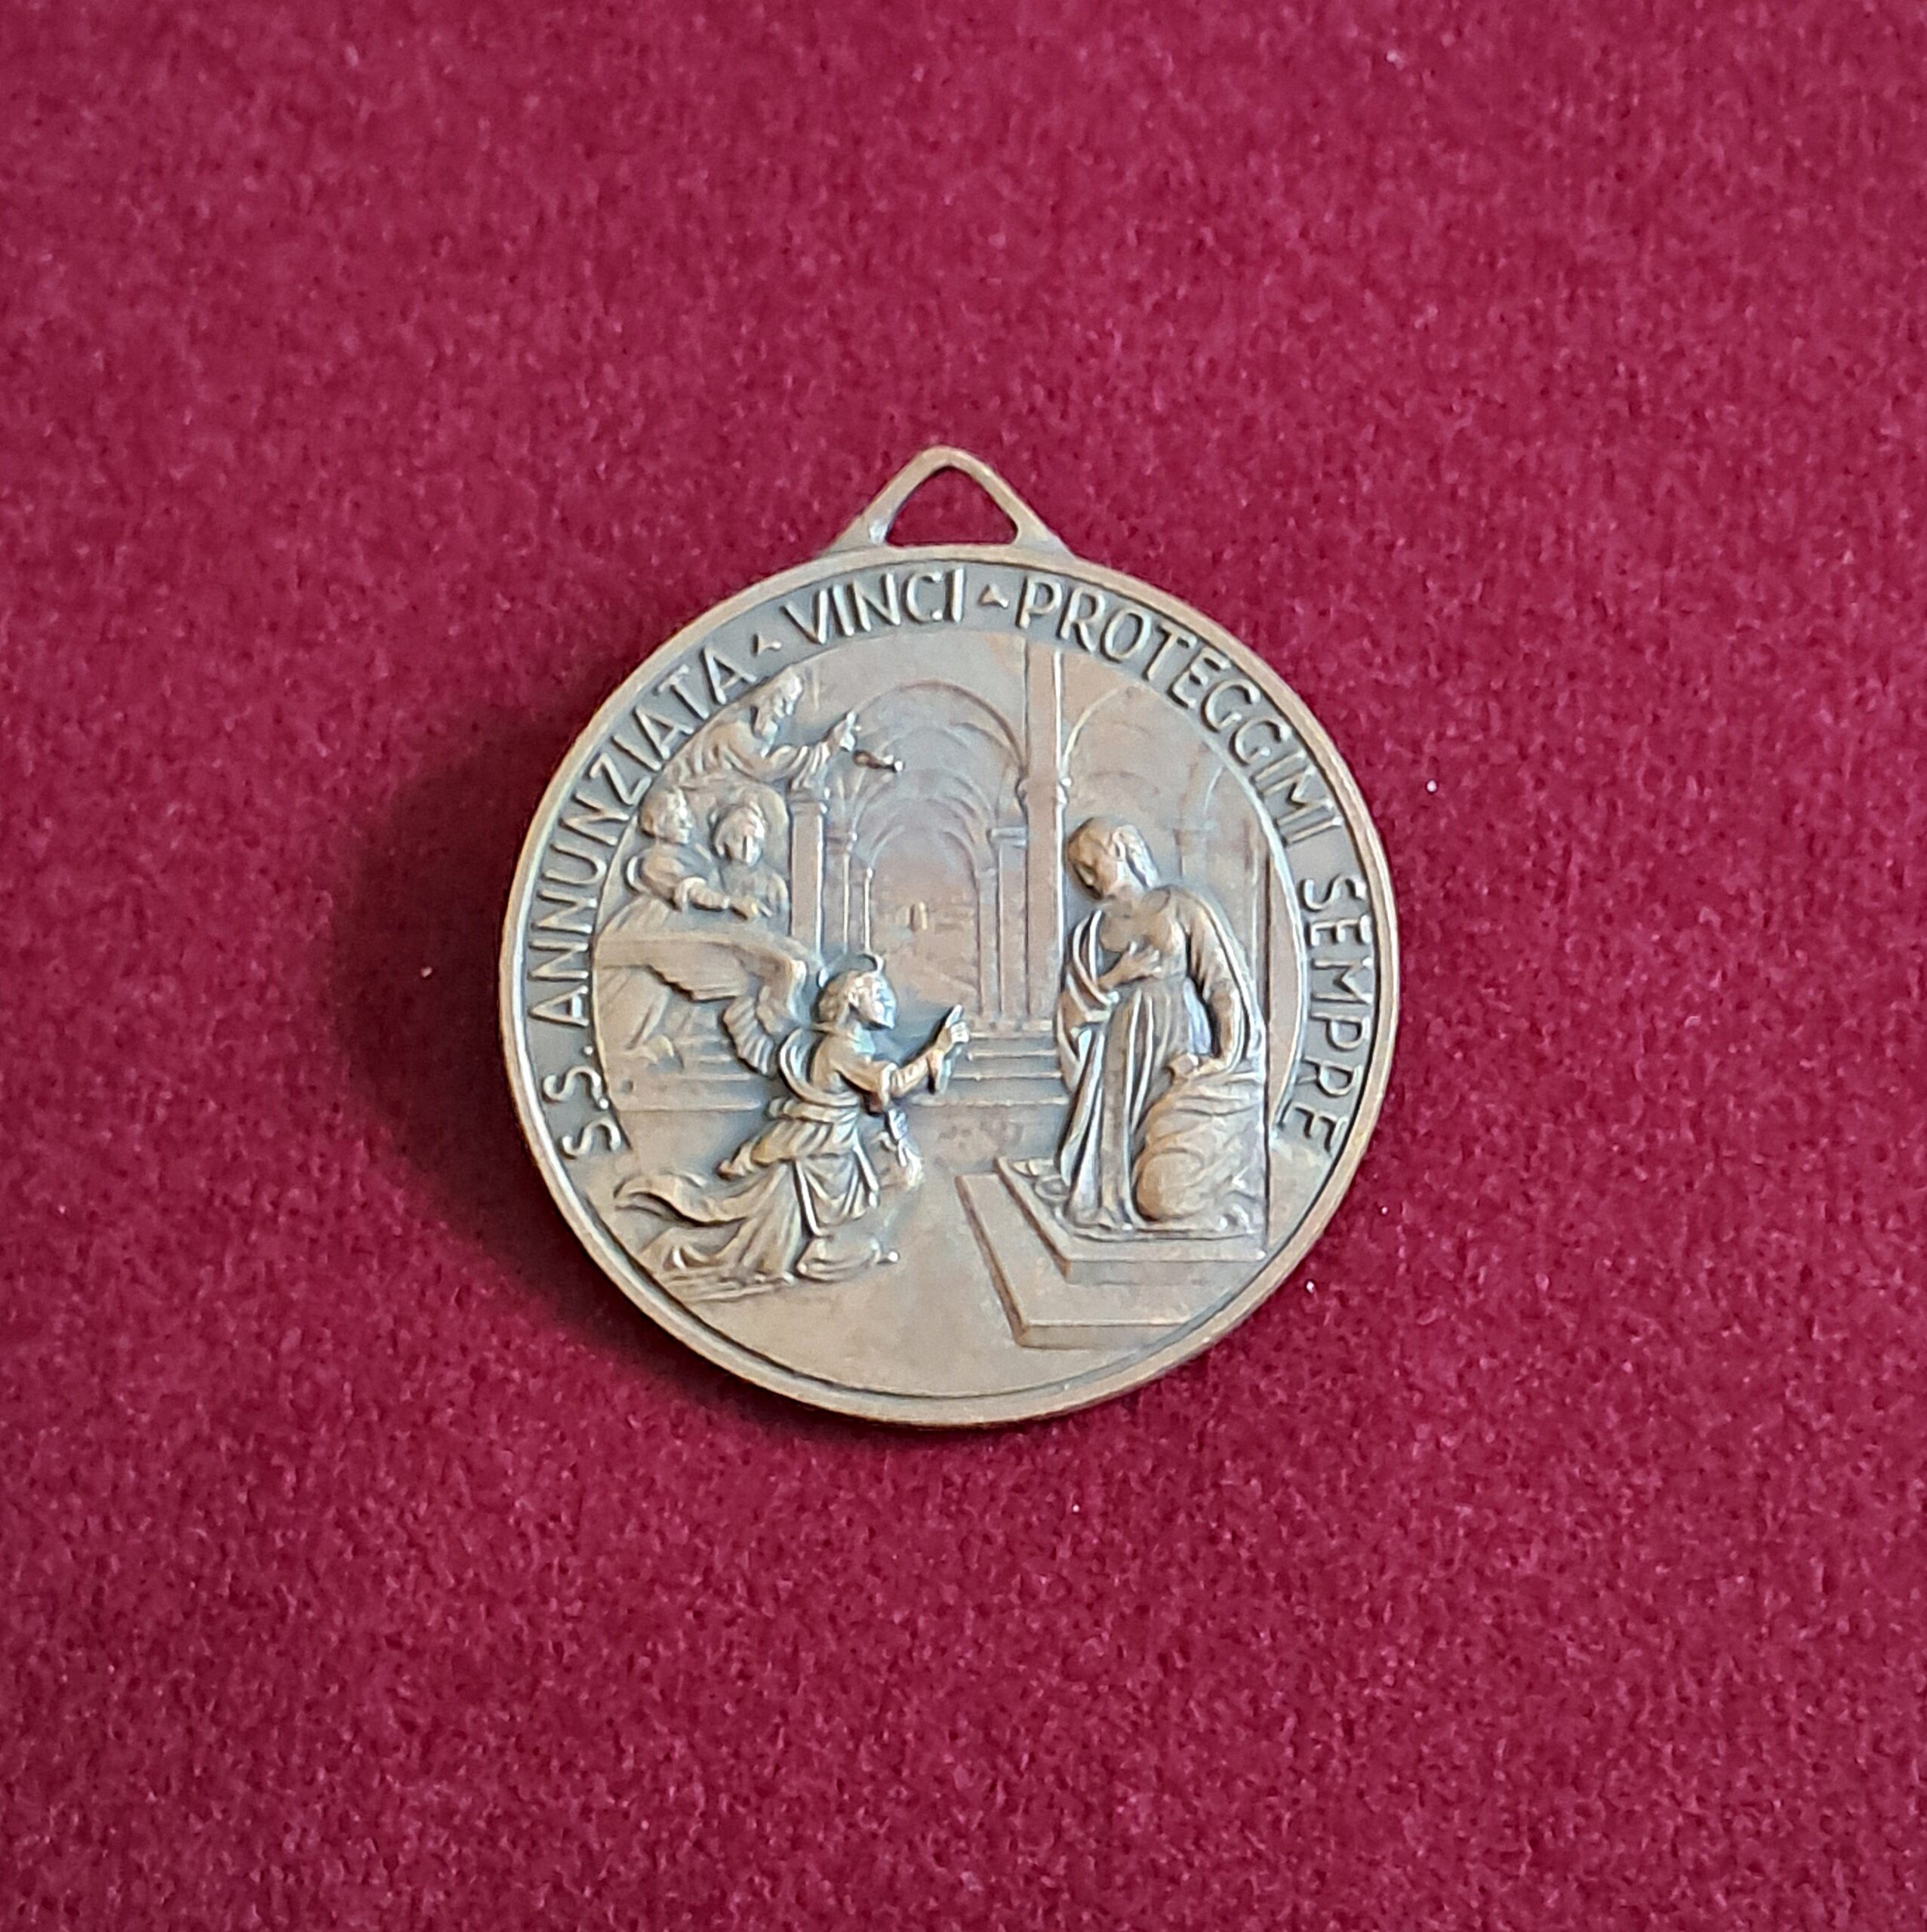 S.S. ANNUNZIATA - VINCI - PROTEGGIMI SEMPRE